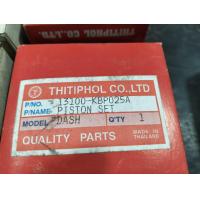 CO.,LTD.
THITIPHOL CO.,LTD
P/NO. 13100-KBP025A
P/NAME. PISTON SET
MODEL DASH Q'TY 1
QUALITY PARTS
MADE IN
THAILAND